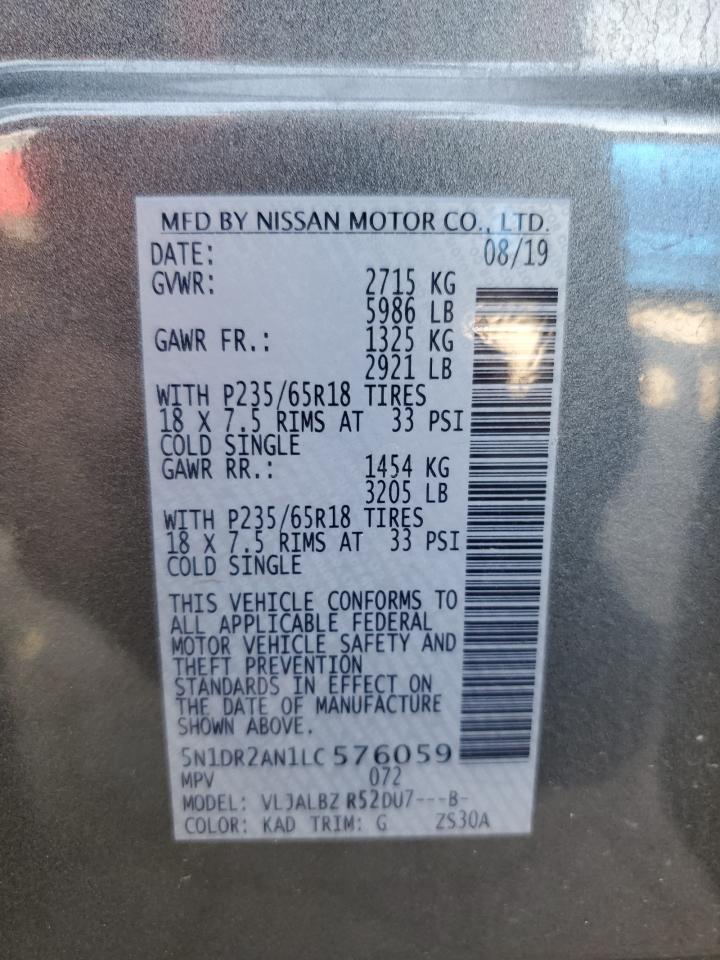 MFD BY NISSAN MOTOR CO., LTD.
DATE: 08/19
GVWR: 2715 KG
5986 LB
GAWR FR.: 1325 KG
2921 LB
WITH P235/65R18 TIRES
18 X 7.5 RIMS AT 33 PSI
COLD SINGLE
GAWR RR.: 1454 KG
3205 LB
WITH P235/65R18 TIRES
18 X 7.5 RIMS AT 33 PSI
COLD SINGLE
THIS VEHICLE CONFORMS TO
ALL APPLICABLE FEDERAL
MOTOR VEHICLE SAFETY AND
THEFT PREVENTION
STANDARDS IN EFFECT ON
THE DATE OF MANUFACTURE
SHOWN ABOVE.
5N1DR2AN1LC 576059
MPV 072
MODEL: VLJALBZ R52DU7---B-
COLOR: KAD TRIM: G ZS30A